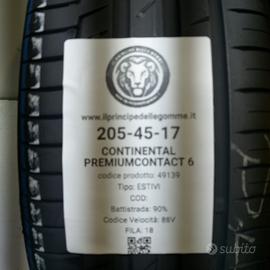 www.ilprincipedellegomme.it
205-45-17
CONTINENTAL
PREMIUMCONTACT 6
codice prodotto: 49139
Tipo: ESTIVI
COD:
Battistrada: 90%
Codice Velocità: 88V
FILA: 18
subito